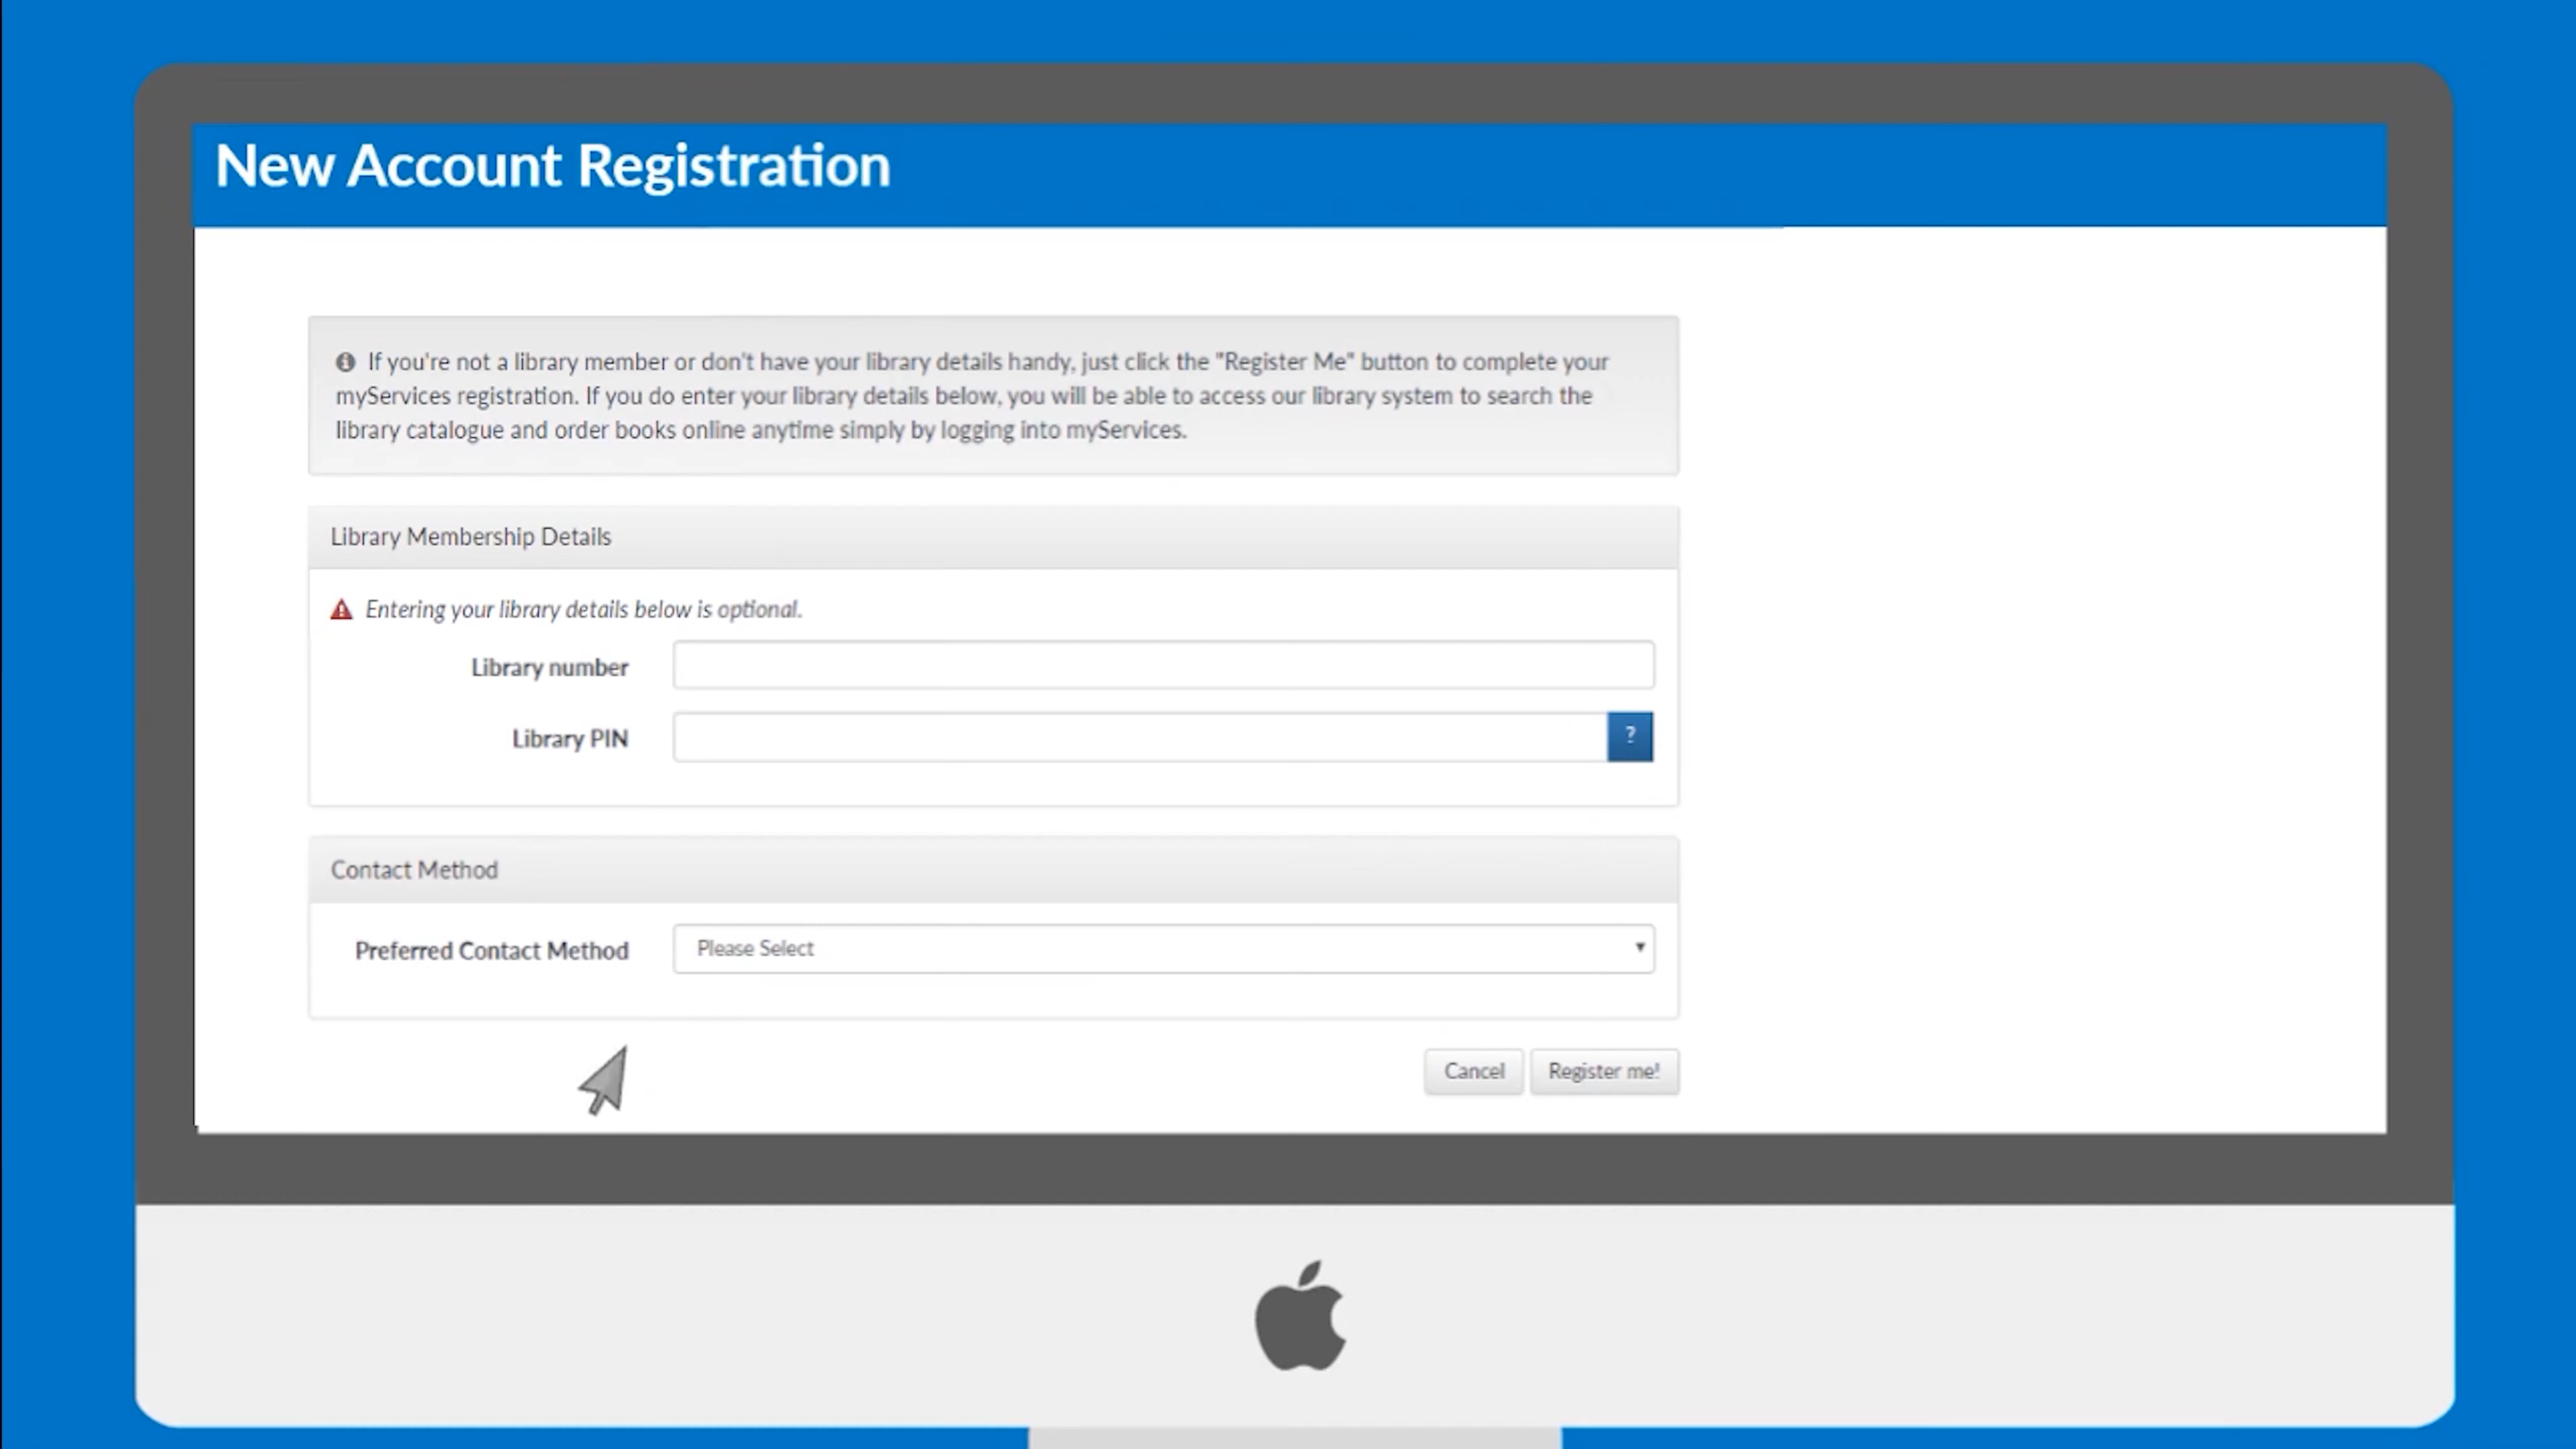 New Account Registration
If you're not a library member or don't have your library details handy, just click the "Register Me" button to complete your
myServices registration. If you do enter your library details below, you will be able to access our library system to search the
library catalogue and order books online anytime simply by logging into myServices.
Library Membership Details
Entering your library details below is optional.
Library number
Library PIN
?
Contact Method
Preferred Contact Method
Please Select
Cancel
Register me!